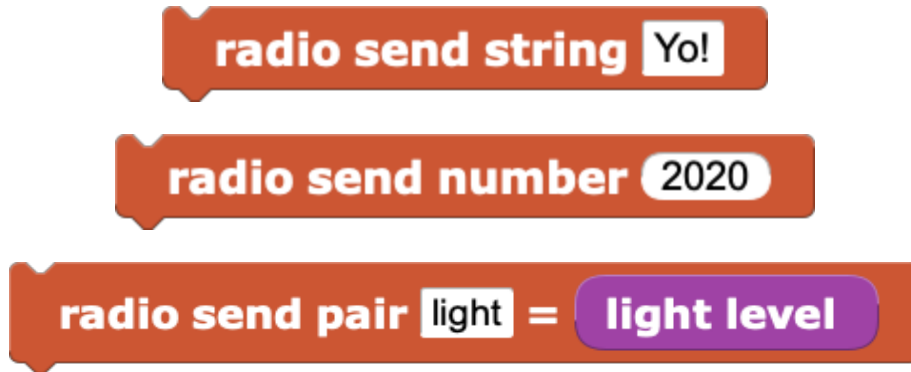 radio send string Yo!
radio send number 2020
radio send pair light = light level